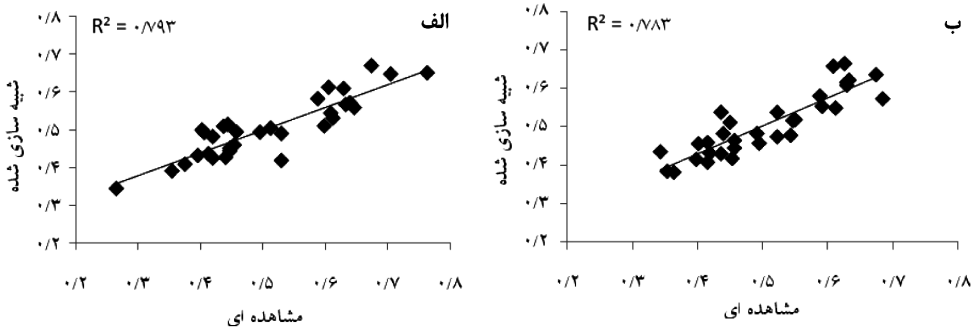 الف
R² = ۰/۷۹۳
۰/۸
۰/۷
۰/۶
۰/۵
۰/۴
۰/۳
۰/۲
شبیه سازی شده
۰/۲ ۰/۳ ۰/۴ ۰/۵ ۰/۶ ۰/۷ ۰/۸
مشاهده ای
ب
R² = ۰/۷۸۳
۰/۸
۰/۷
۰/۶
۰/۵
۰/۴
۰/۳
۰/۲
شبیه سازی شده
۰/۲ ۰/۳ ۰/۴ ۰/۵ ۰/۶ ۰/۷ ۰/۸
مشاهده ای